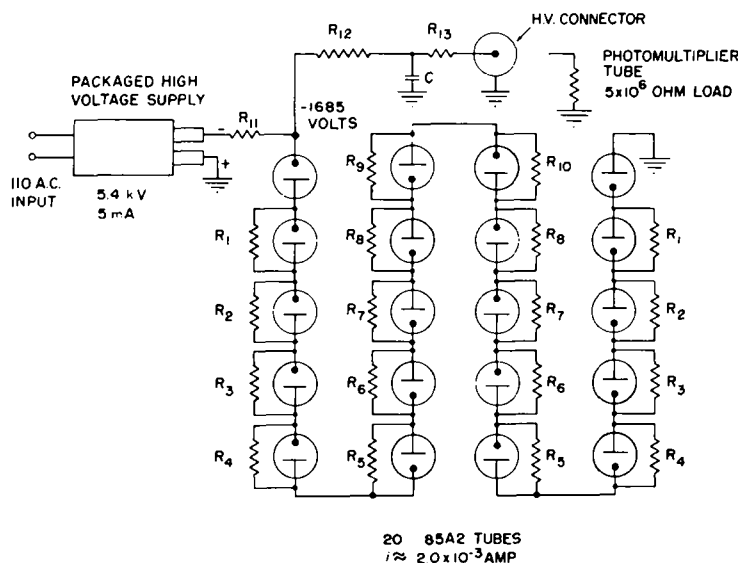 H.V. CONNECTOR
R12
R13
C
PHOTOMULTIPLIER
TUBE
5x10⁶ OHM LOAD
PACKAGED HIGH
VOLTAGE SUPPLY
R11
-1685
VOLTS
-
+
110 A.C.
INPUT
5.4 kV
5 mA
R9
R10
R1
R8
R8
R1
R2
R7
R7
R2
R3
R6
R6
R3
R4
R5
R5
R4
20 85A2 TUBES
i≈ 2.0x10⁻³ AMP